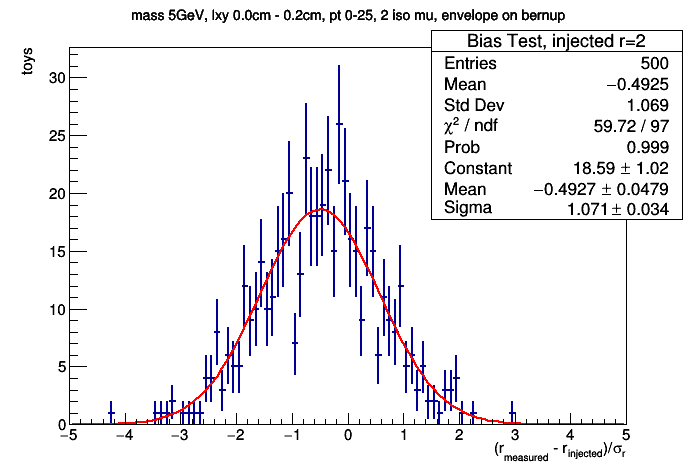 mass 5GeV, lxy 0.0cm - 0.2cm, pt 0-25, 2 iso mu, envelope on bernup
Bias Test, injected r=2
Entries 500
Mean −0.4925
Std Dev 1.069
χ² / ndf 59.72 / 97
Prob 0.999
Constant 18.59 ± 1.02
Mean −0.4927 ± 0.0479
Sigma 1.071 ± 0.034
toys
30
25
20
15
10
5
0
−5 −4 −3 −2 −1 0 1 2 3 4 5
(r_measured - r_injected)/σ_r